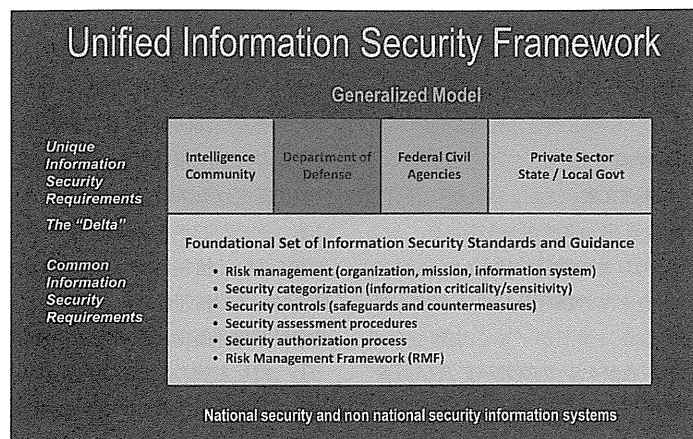 Unified Information Security Framework
Generalized Model
Unique
Information
Security
Requirements
The "Delta"
Common
Information
Security
Requirements
Intelligence
Community
Department of
Defense
Federal Civil
Agencies
Private Sector
State / Local Govt
Foundational Set of Information Security Standards and Guidance
• Risk management (organization, mission, information system)
• Security categorization (information criticality/sensitivity)
• Security controls (safeguards and countermeasures)
• Security assessment procedures
• Security authorization process
• Risk Management Framework (RMF)
National security and non national security information systems